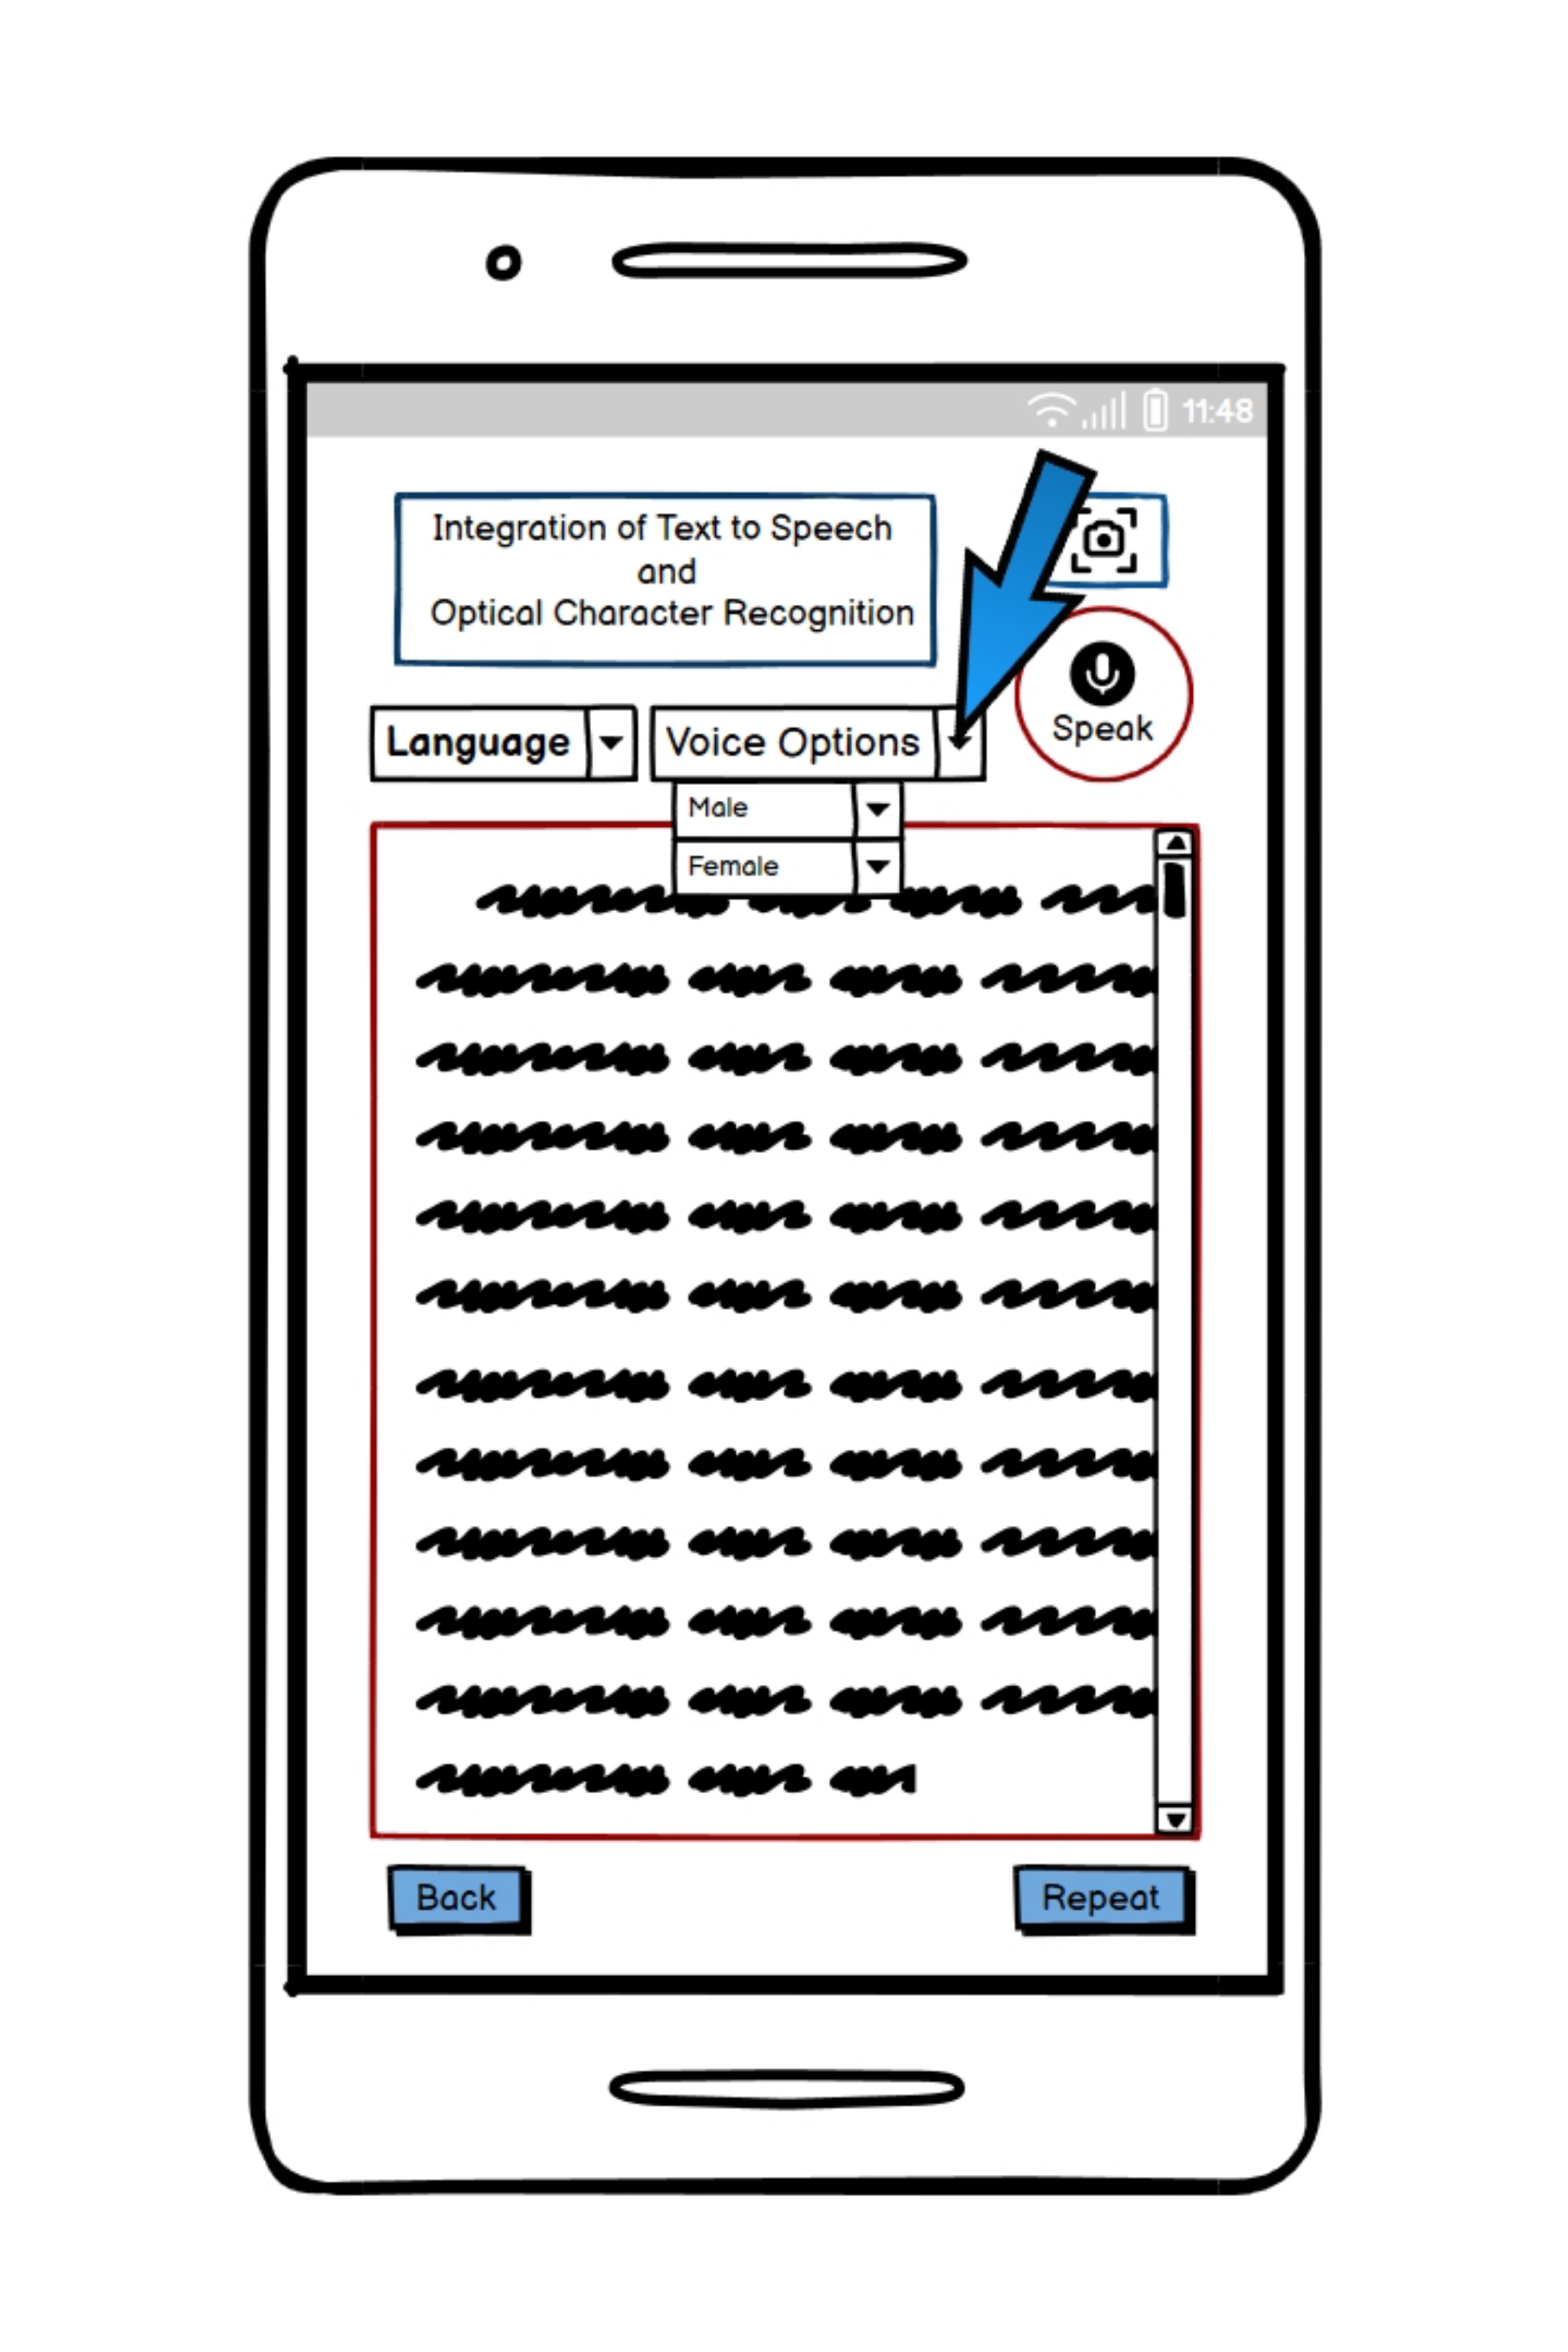 11:48
Integration of Text to Speech
and
Optical Character Recognition
Speak
Language
Voice Options
Male
Female
Back
Repeat